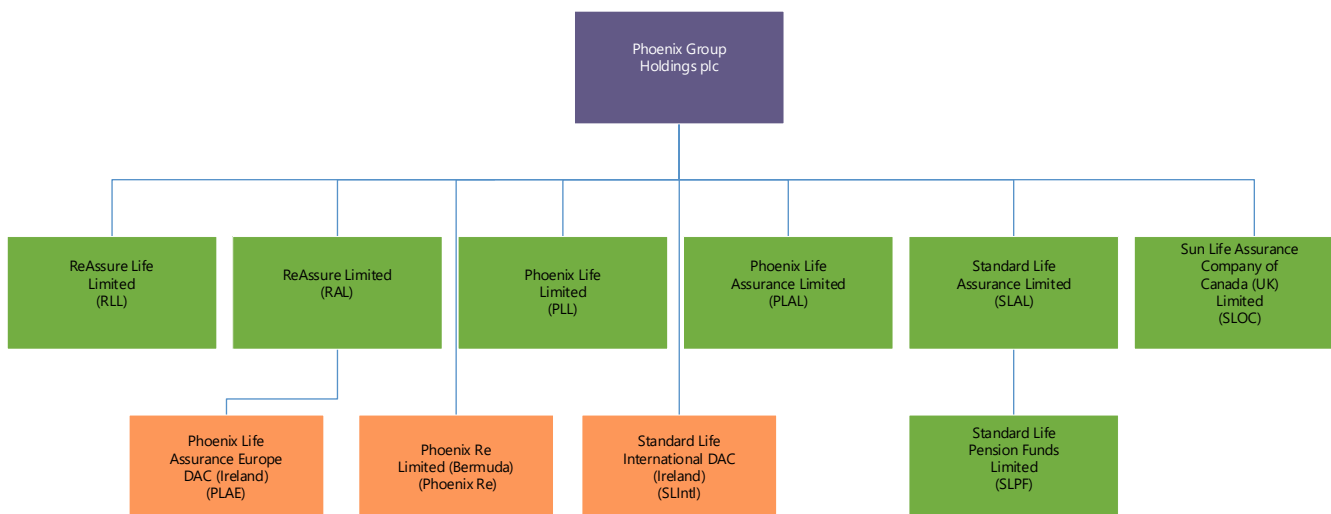 Phoenix Group
Holdings plc
ReAssure Life
Limited
(RLL)
ReAssure Limited
(RAL)
Phoenix Life
Limited
(PLL)
Phoenix Life
Assurance Limited
(PLAL)
Standard Life
Assurance Limited
(SLAL)
Sun Life Assurance
Company of
Canada (UK)
Limited
(SLOC)
Phoenix Life
Assurance Europe
DAC (Ireland)
(PLAE)
Phoenix Re
Limited (Bermuda)
(Phoenix Re)
Standard Life
International DAC
(Ireland)
(SLIntl)
Standard Life
Pension Funds
Limited
(SLPF)